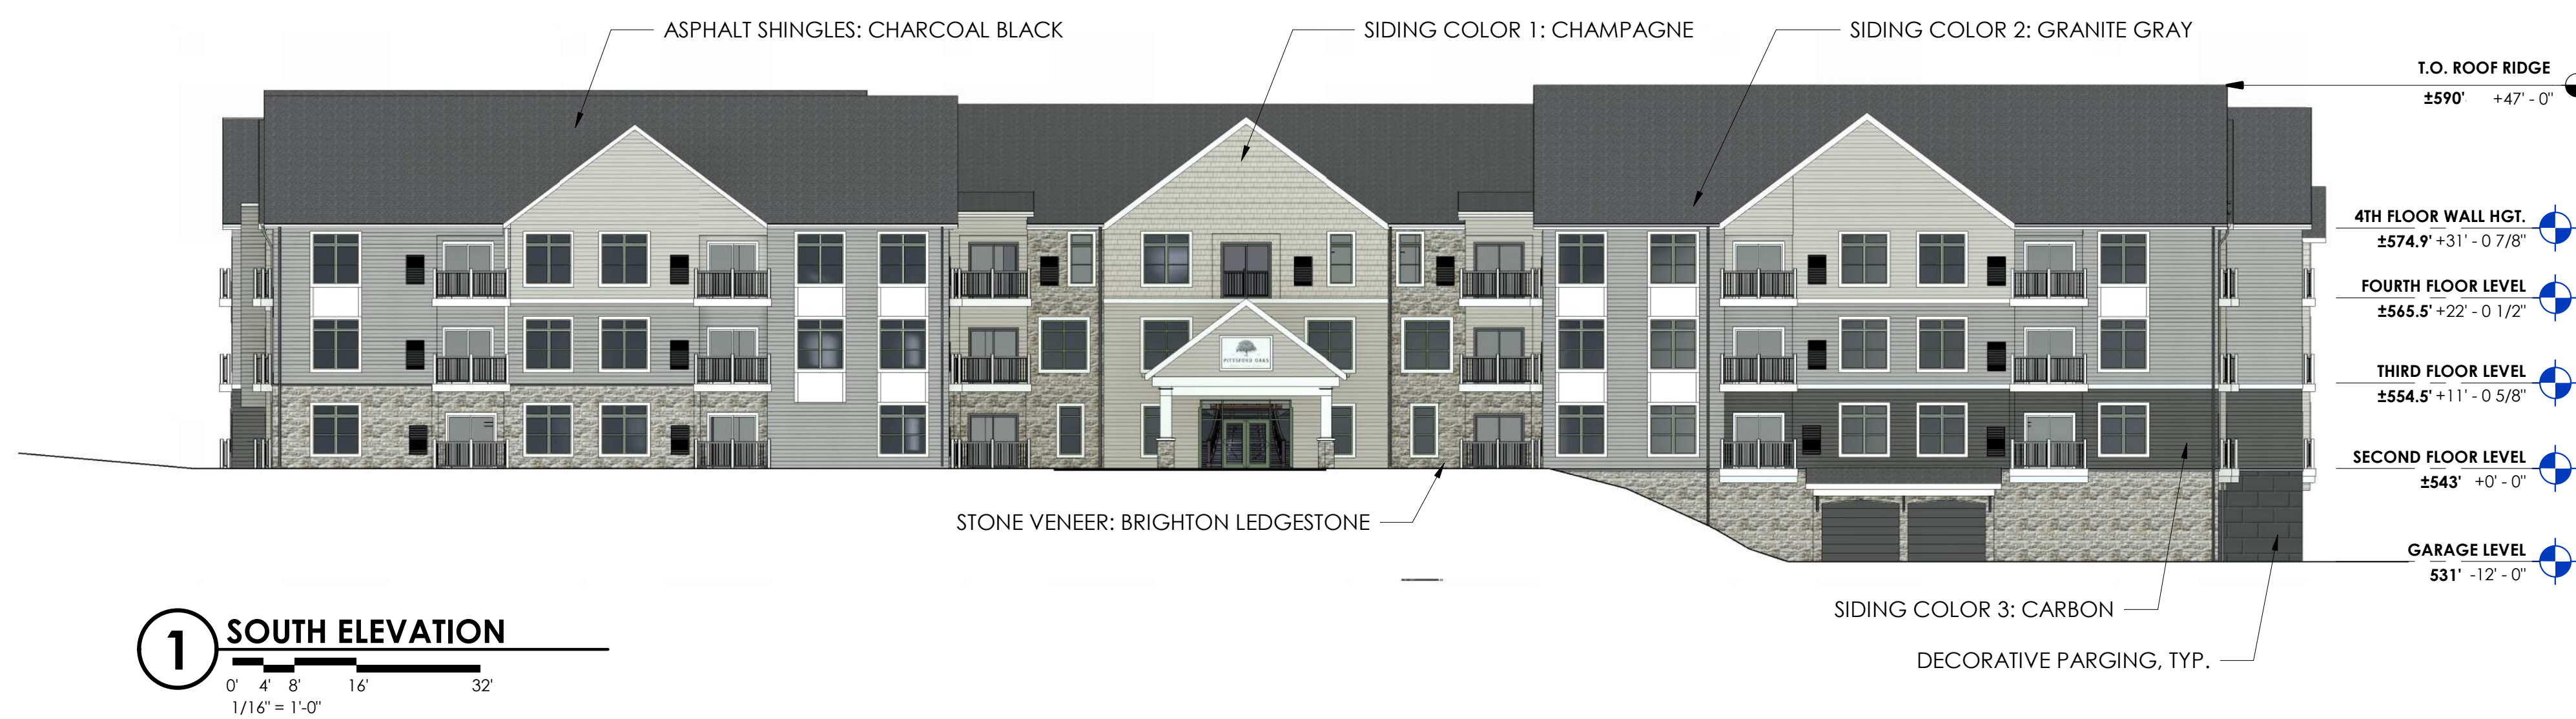 ASPHALT SHINGLES: CHARCOAL BLACK
SIDING COLOR 1: CHAMPAGNE
SIDING COLOR 2: GRANITE GRAY
T.O. ROOF RIDGE
±590' +47' - 0"
4TH FLOOR WALL HGT.
±574.9' +31' - 0 7/8"
FOURTH FLOOR LEVEL
±565.5' +22' - 0 1/2"
PITTSFORD OAKS
THIRD FLOOR LEVEL
±554.5' +11' - 0 5/8"
SECOND FLOOR LEVEL
±543' +0' - 0"
STONE VENEER: BRIGHTON LEDGESTONE
GARAGE LEVEL
531' -12' - 0"
SIDING COLOR 3: CARBON
DECORATIVE PARGING, TYP.
1 SOUTH ELEVATION
0' 4' 8' 16' 32'
1/16" = 1'-0"